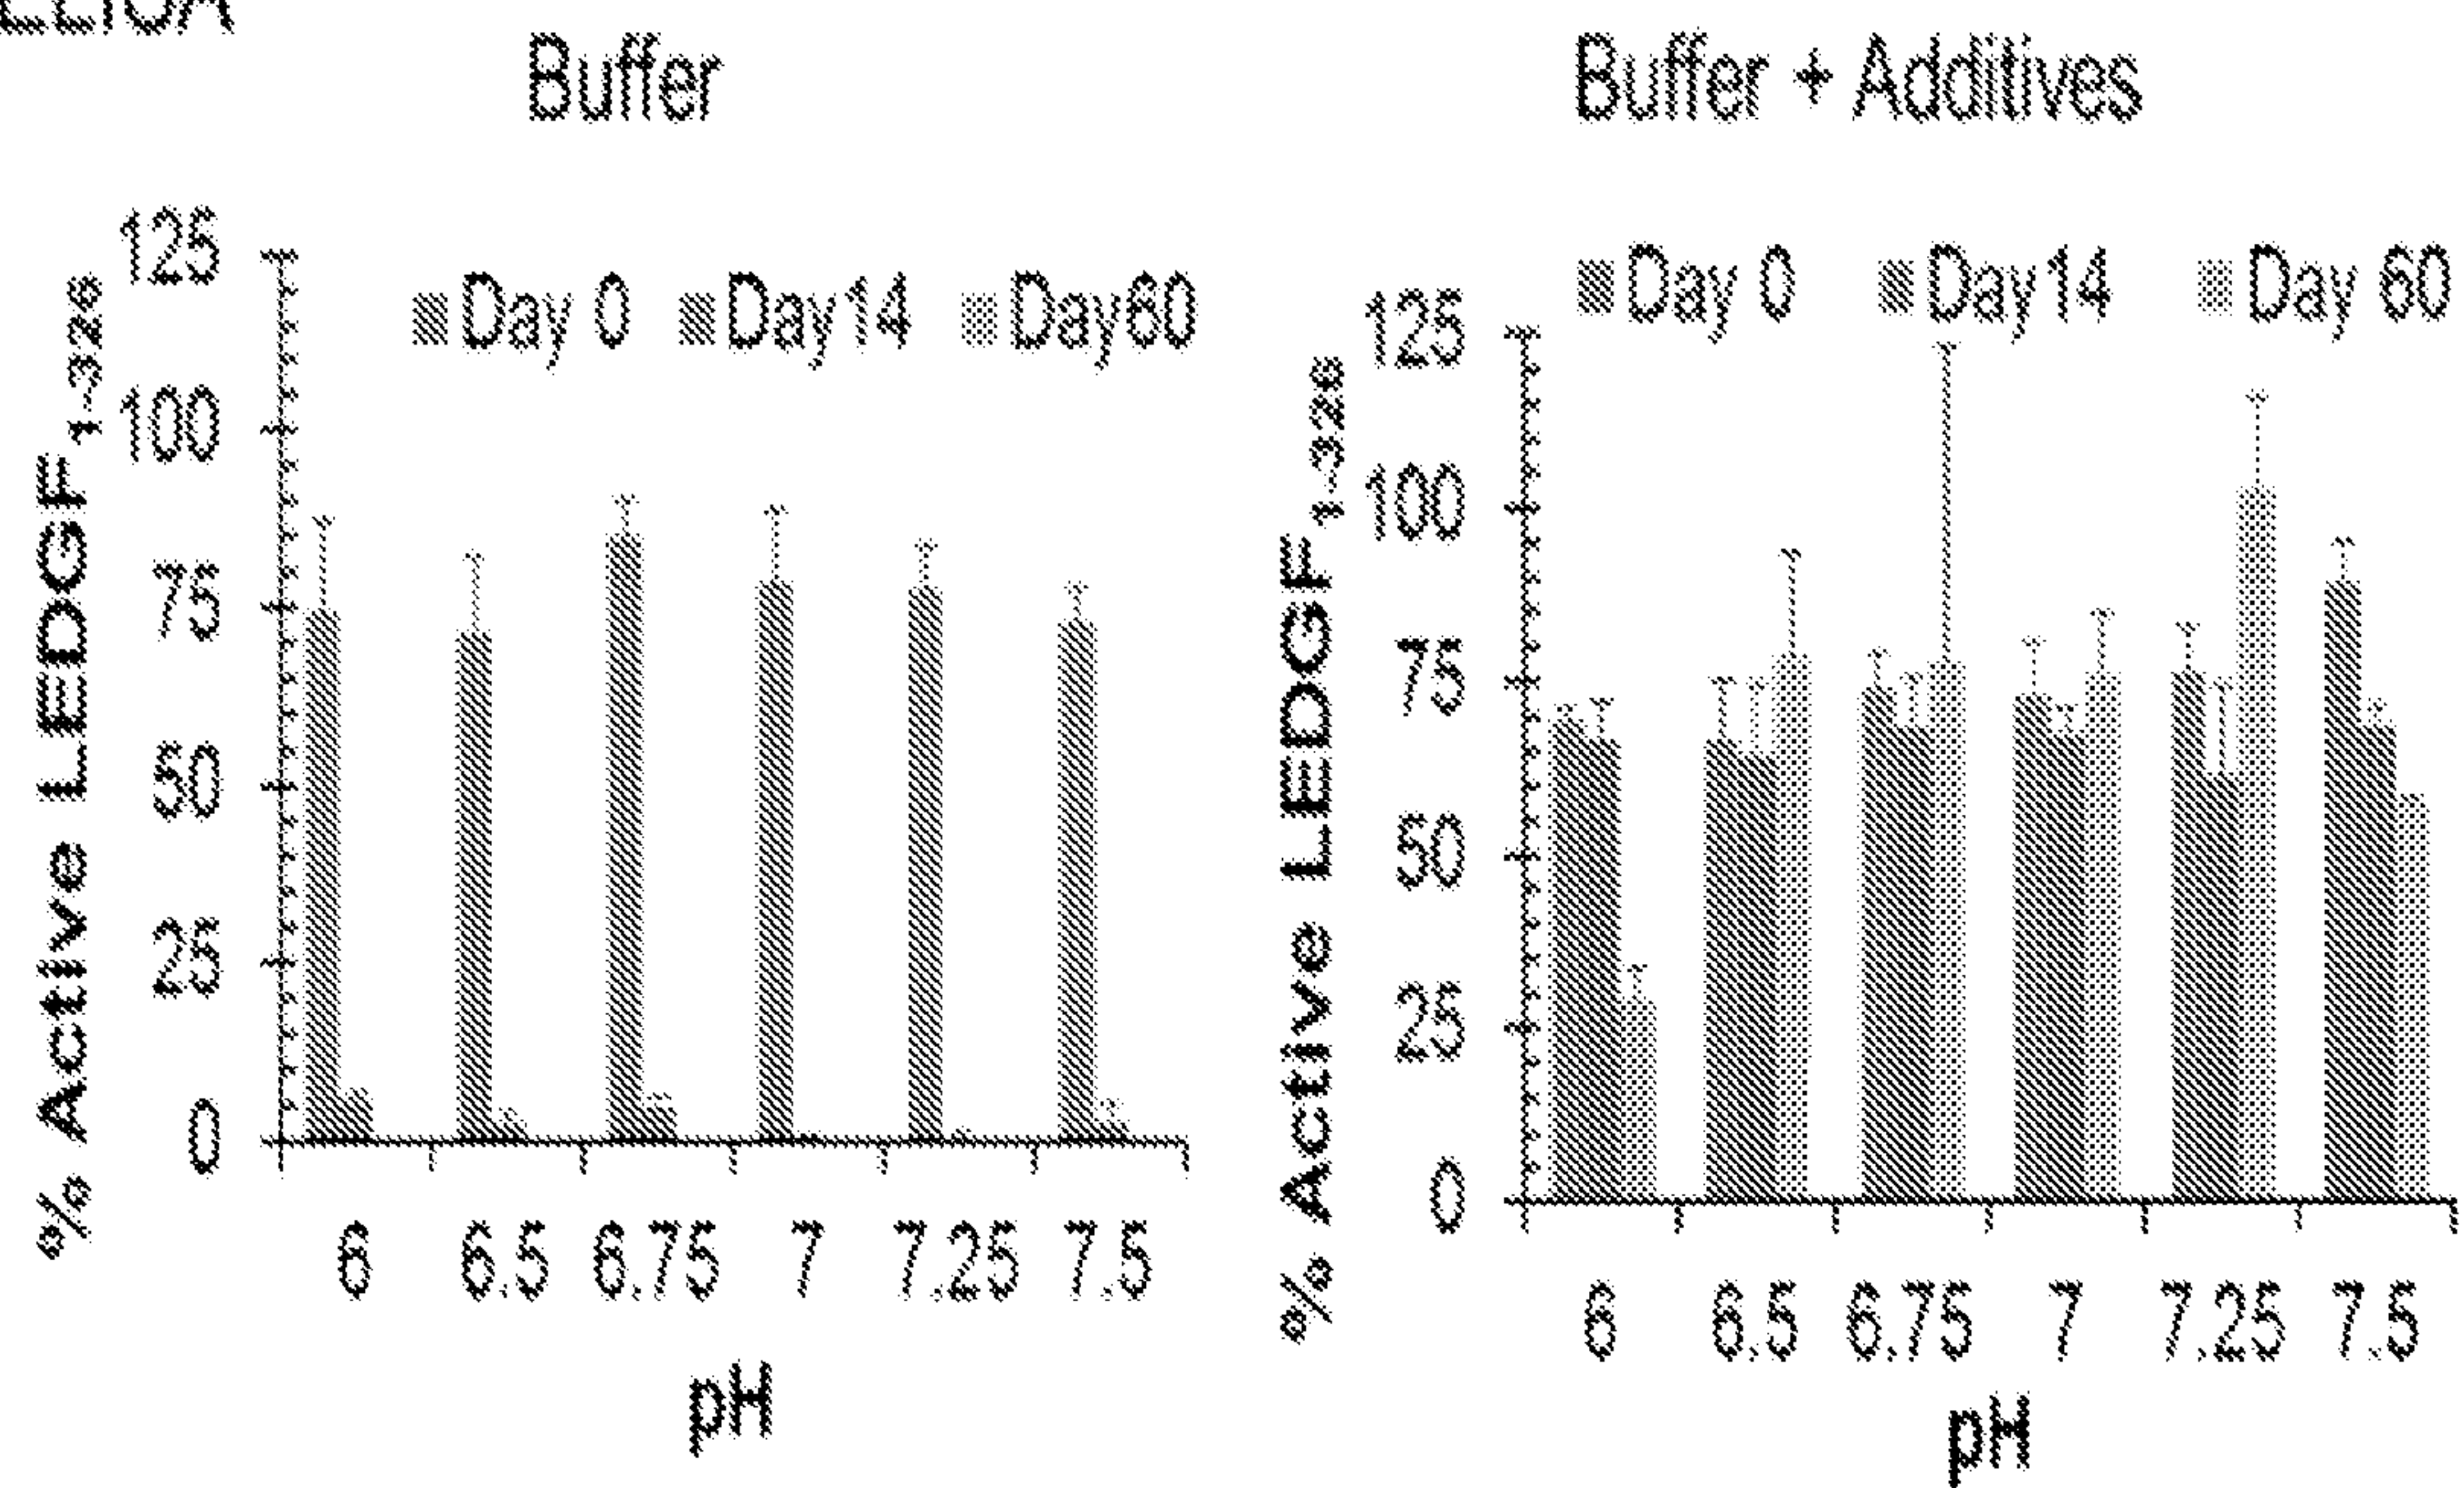 ELISA
Buffer
125
100
75
50
25
0
% Active LEDGF1-326
Day 0 Day14 Day60
6 6.5 6.75 7 7.25 7.5
pH
Buffer + Additives
Day 0 Day14 Day 60
125
100
75
50
25
0
% Active LEDGF1-326
6 6.5 6.75 7 7.25 7.5
pH